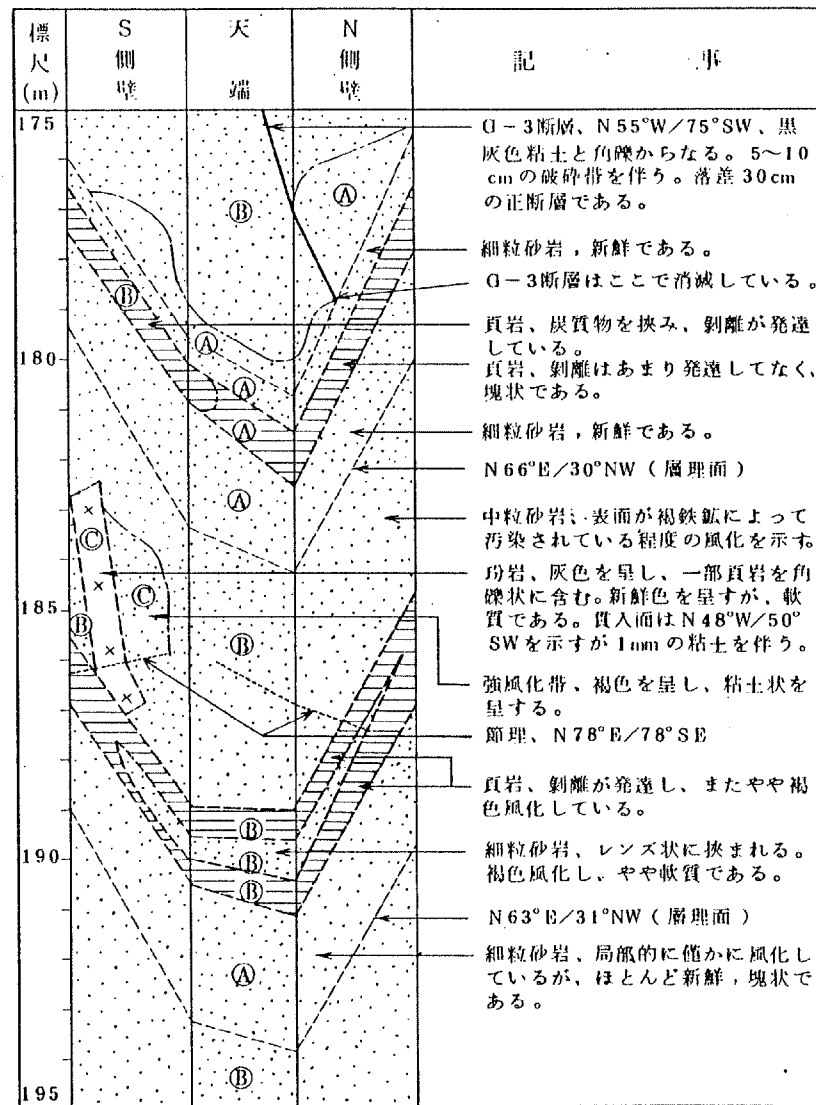 標尺(m)
S側壁
天端
N側壁
記事
175
180
185
190
195
G-3断層、N55°W/75°SW、黒
灰色粘土と角礫からなる。5~10
cmの破砕帯を伴う。落差30cm
の正断層である。
細粒砂岩,新鮮である。
G-3断層はここで消滅している。
頁岩、炭質物を挟み、剝離が発達
している。
頁岩、剝離はあまり発達してなく、
塊状である。
細粒砂岩,新鮮である。
N66°E/30°NW(層理面)
中粒砂岩、表面が褐鉄鉱によって
汚染されている程度の風化を示す。
玢岩、灰色を呈し、一部頁岩を角
礫状に含む。新鮮色を呈すが、軟
質である。貫入面はN48°W/50°
SWを示すが1mmの粘土を伴う。
強風化帯、褐色を呈し、粘土状を
呈する。
節理、N78°E/78°SE
頁岩、剝離が発達し、またやや褐
色風化している。
細粒砂岩、レンズ状に挟まれる。
褐色風化し、やや軟質である。
N63°E/31°NW(層理面)
細粒砂岩、局部的に僅かに風化し
ているが、ほとんど新鮮,塊状で
ある。
Ⓐ
Ⓑ
Ⓑ
Ⓐ
Ⓐ
Ⓐ
Ⓐ
Ⓒ
Ⓒ
Ⓑ
Ⓑ
Ⓑ
Ⓑ
Ⓑ
Ⓐ
Ⓑ